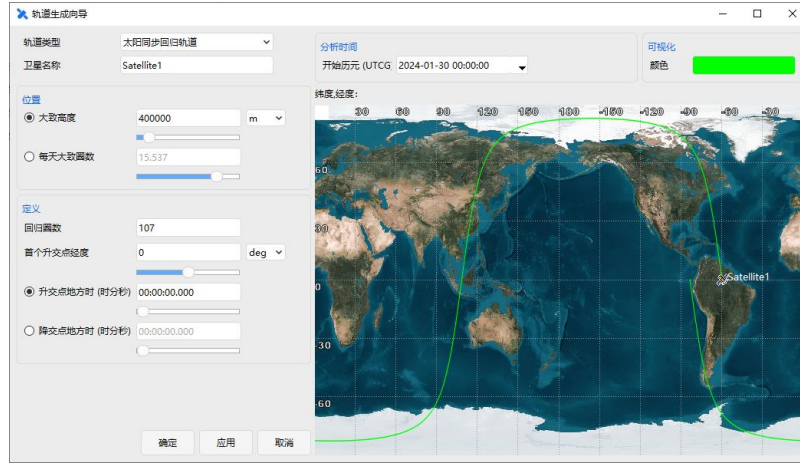 轨道生成向导
轨道类型 太阳同步回归轨道
卫星名称 Satellite1
分析时间
开始历元 (UTCG 2024-01-30 00:00:00
可视化
颜色
位置
大致高度 400000 m
每天大致圈数 15.537
定义
回归圈数 107
首个升交点经度 0 deg
升交点地方时 (时分秒) 00:00:00.000
降交点地方时 (时分秒) 00:00:00.000
确定 应用 取消
纬度,经度:
30 60 90 120 150 180 -150 -120 -90 -60 -30
60
30
0
-30
-60
Satellite1